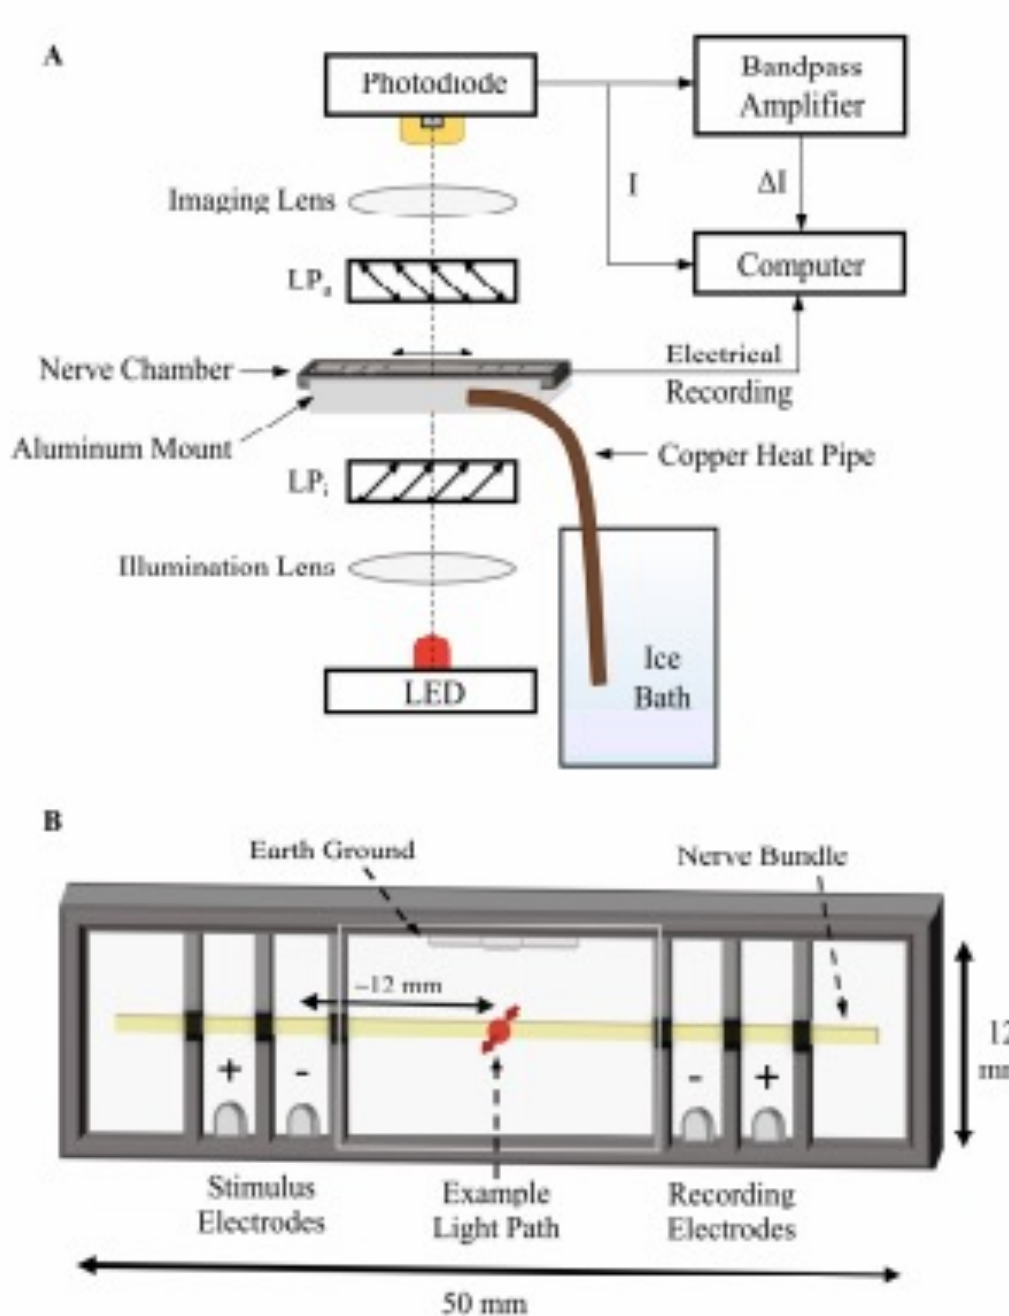 A
Photodiode
Bandpass
Amplifier
Imaging Lens
I
ΔI
LPa
Computer
Nerve Chamber
Electrical
Recording
Aluminum Mount
Copper Heat Pipe
LPi
Illumination Lens
Ice
Bath
LED
B
Earth Ground
Nerve Bundle
~12 mm
12
mm
+ - - +
Stimulus
Electrodes
Example
Light Path
Recording
Electrodes
50 mm